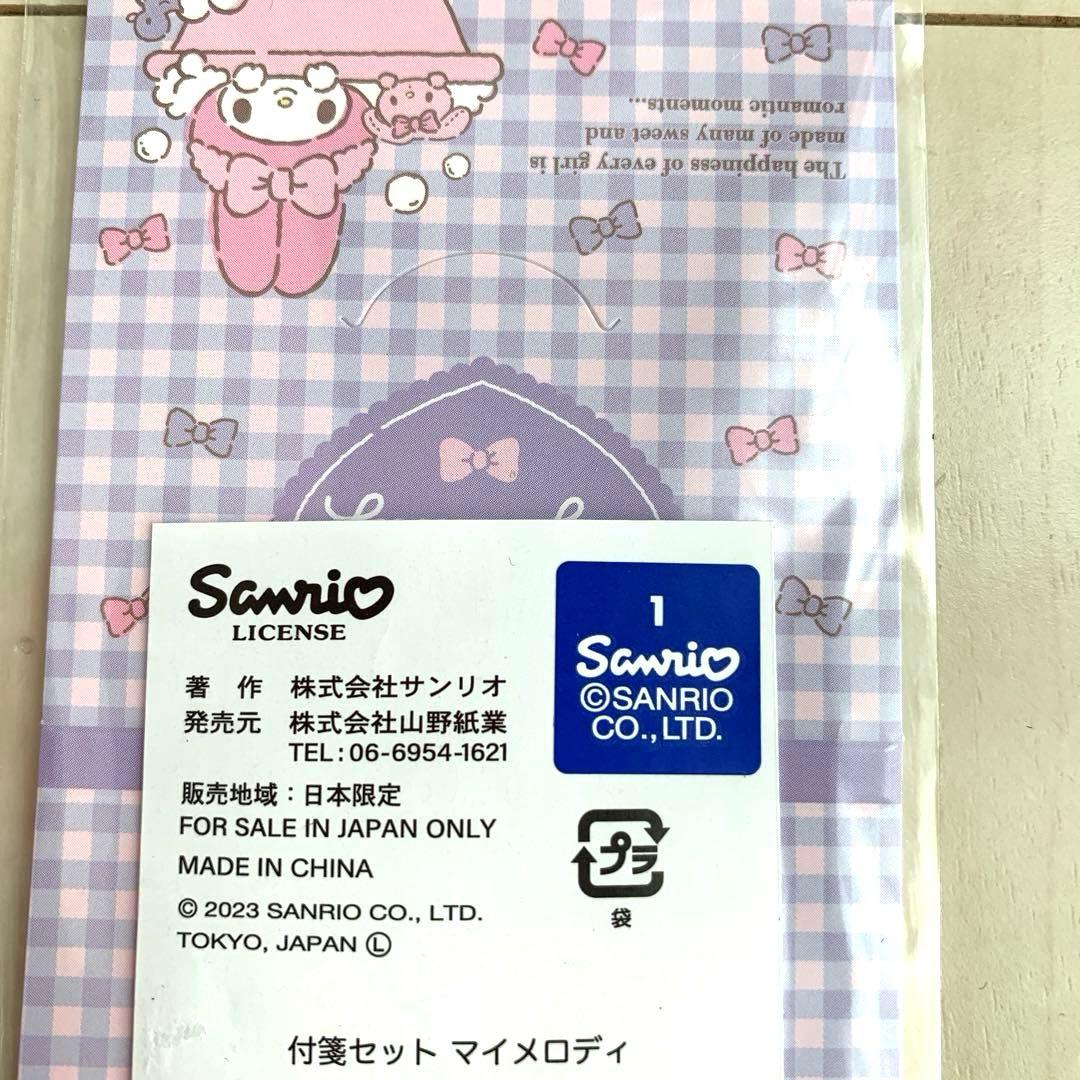 The happiness of every girl is
made of many sweet and
romantic moments...
Sanrio
LICENSE
著 作 株式会社サンリオ
発売元 株式会社山野紙業
TEL:06-6954-1621
販売地域:日本限定
FOR SALE IN JAPAN ONLY
MADE IN CHINA
© 2023 SANRIO CO., LTD.
TOKYO, JAPAN Ⓛ
1
Sanrio
©SANRIO
CO.,LTD.
プラ
袋
付箋セット マイメロディ